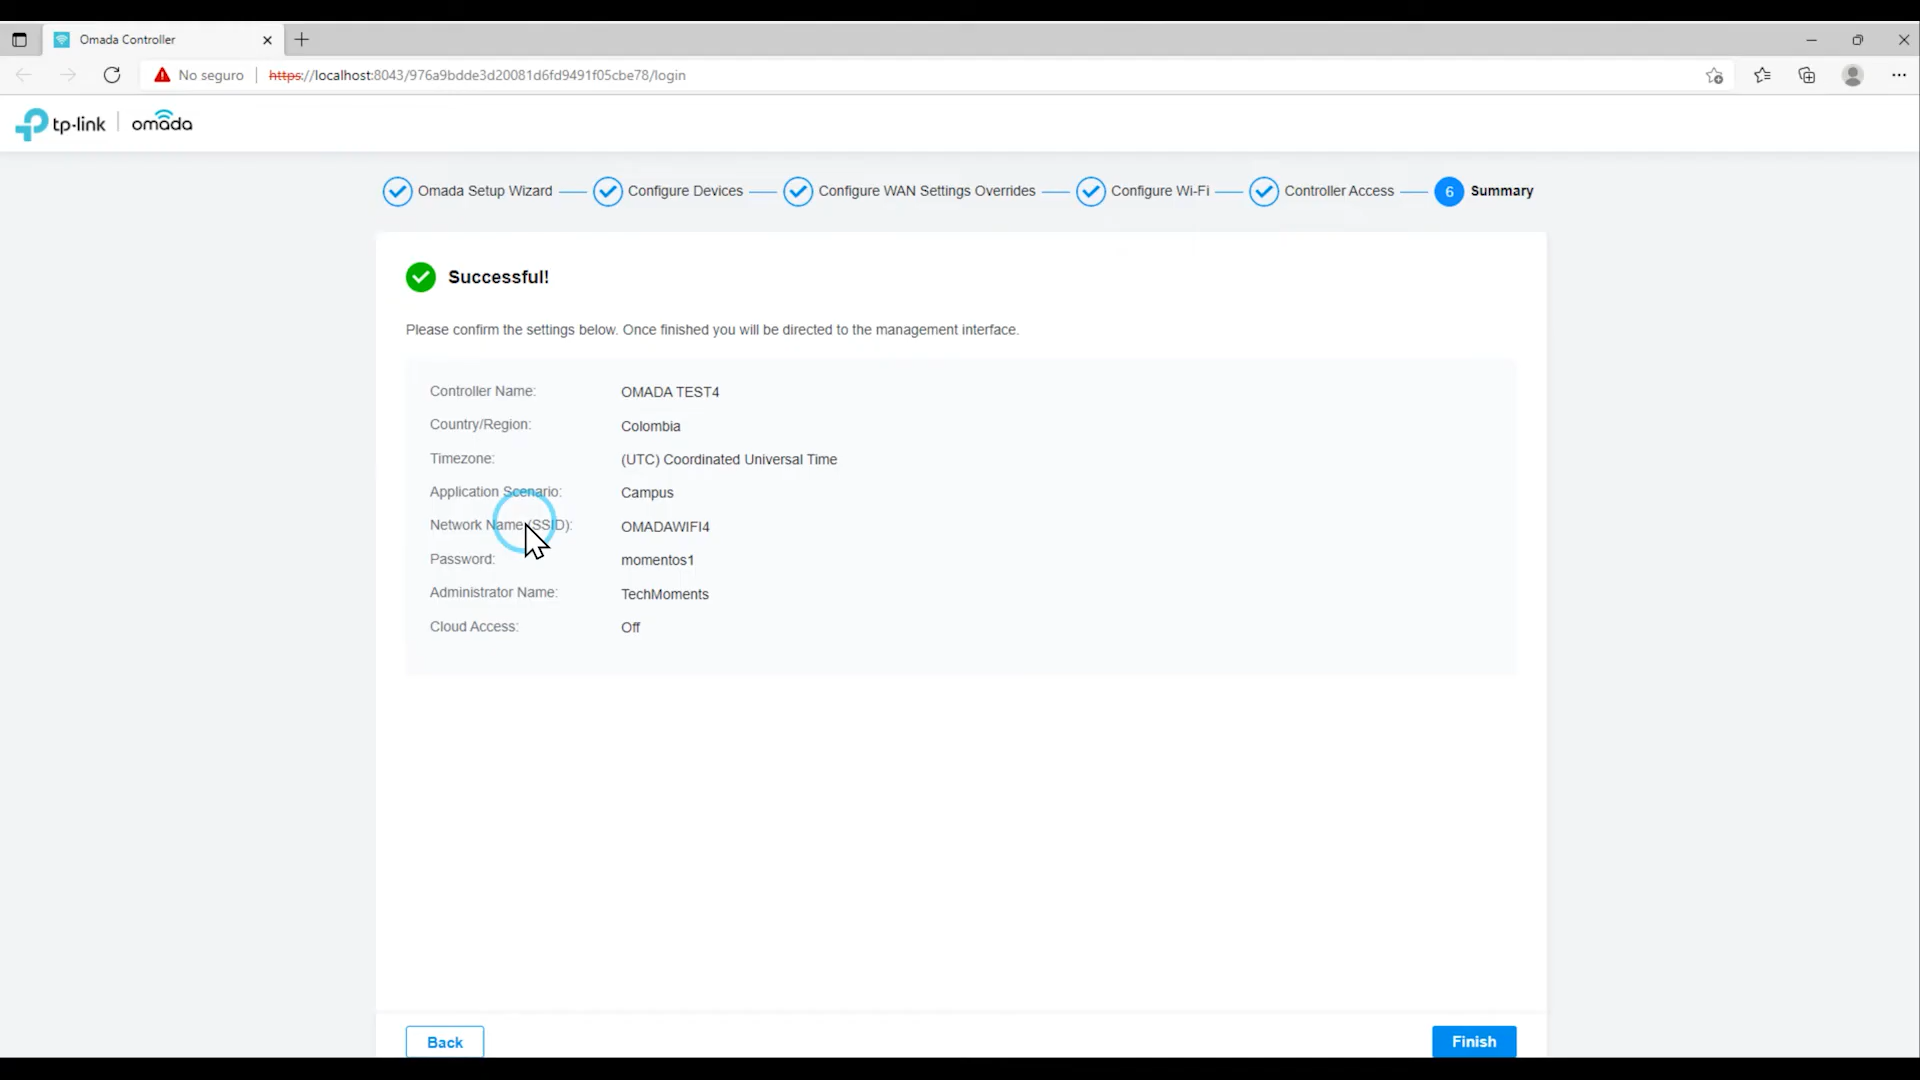 Omada Controller
No seguro https://localhost:8043/976a9bdde3d20081d6fd9491f05cbe78/login
tp-link omada
Omada Setup Wizard Configure Devices Configure WAN Settings Overrides Configure Wi-Fi Controller Access 6 Summary
Successful!
Please confirm the settings below. Once finished you will be directed to the management interface.
Controller Name: OMADA TEST4
Country/Region: Colombia
Timezone: (UTC) Coordinated Universal Time
Application Scenario: Campus
Network Name (SSID): OMADAWIFI4
Password: momentos1
Administrator Name: TechMoments
Cloud Access: Off
Back Finish